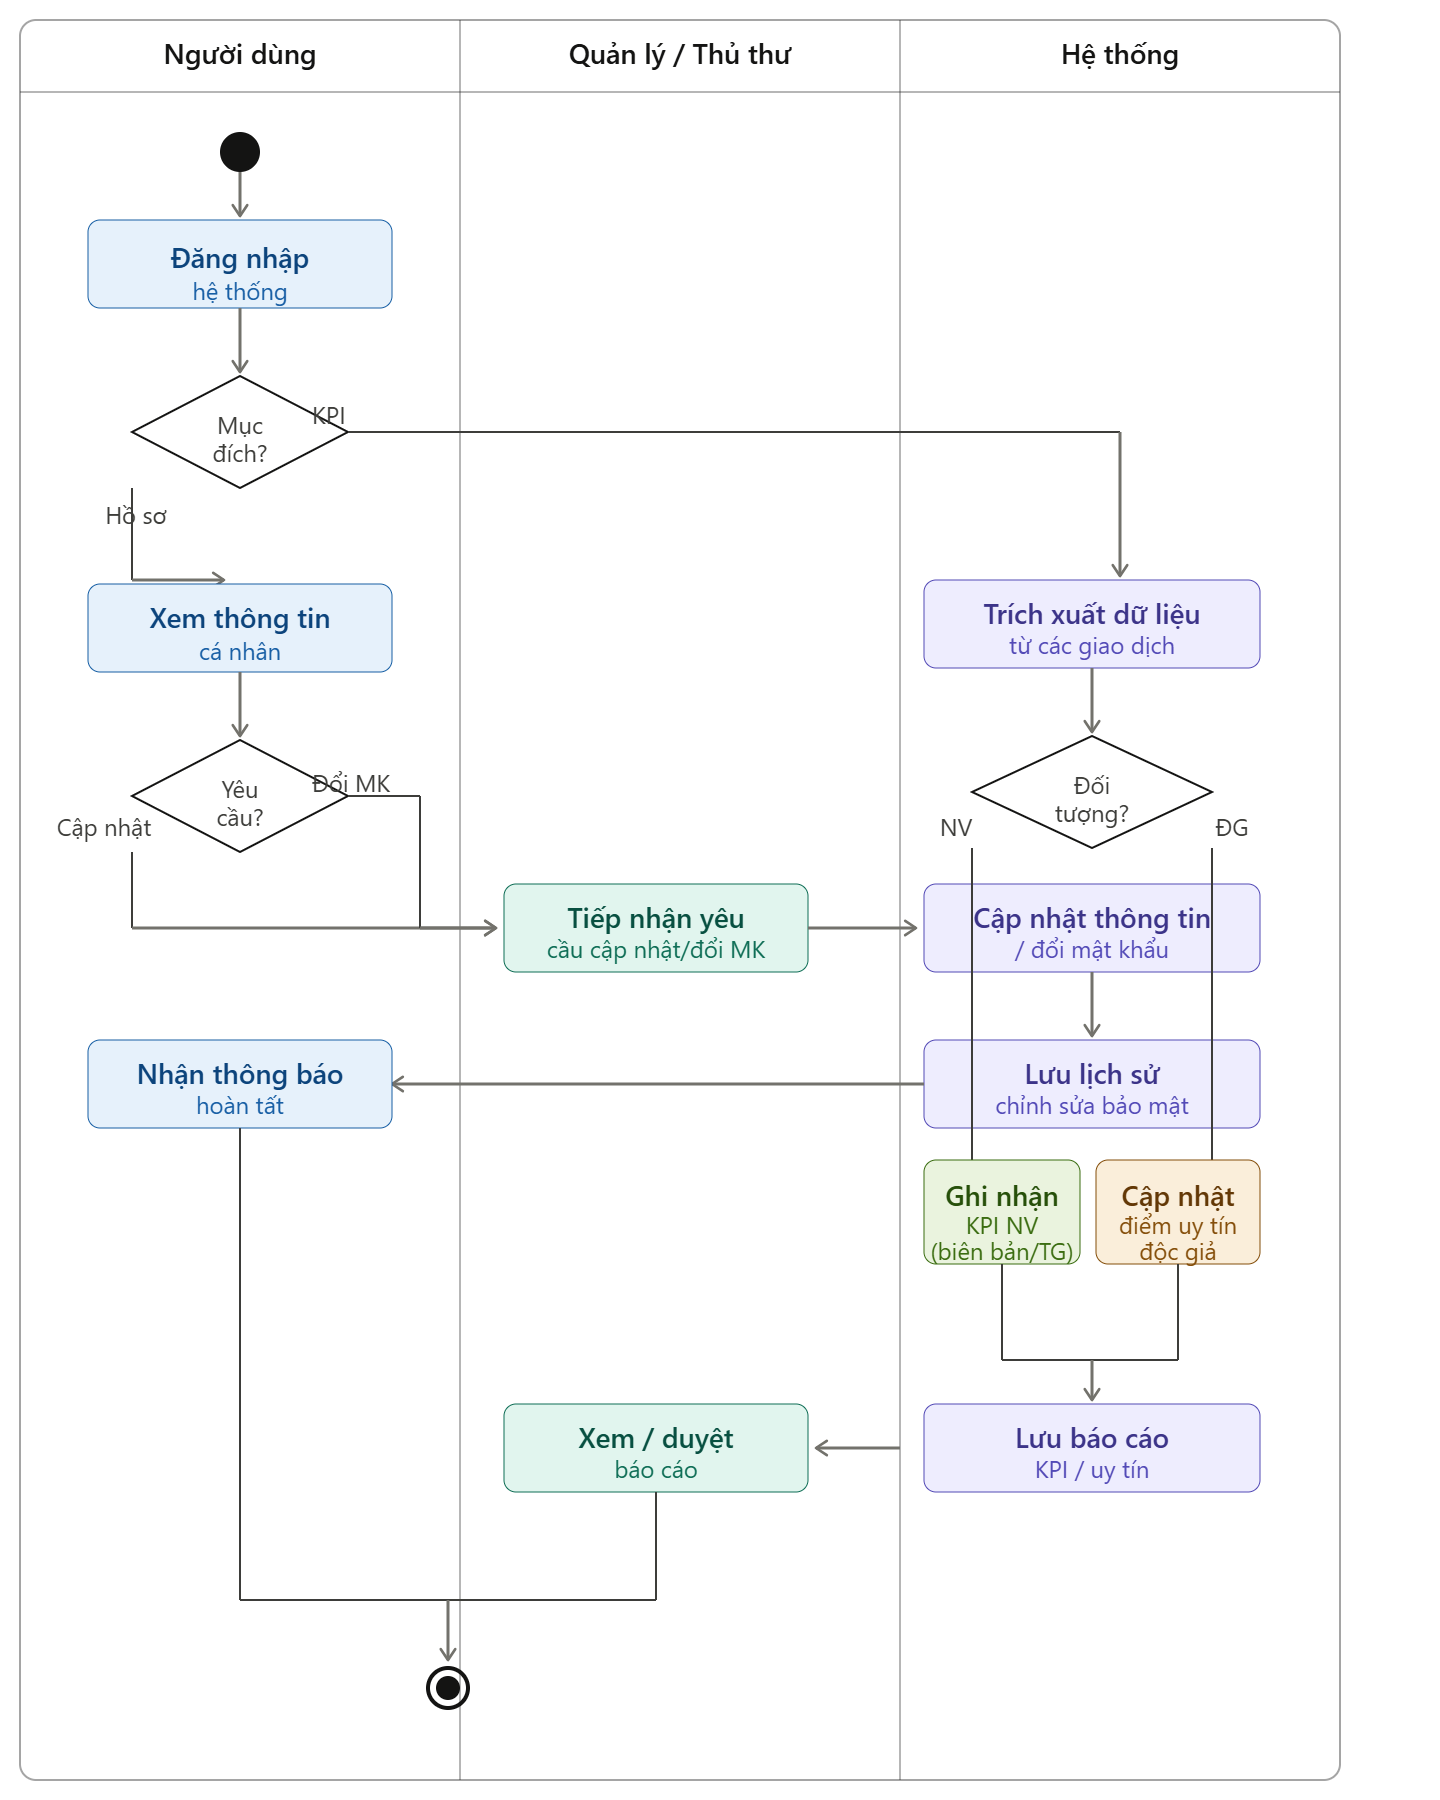 Người dùng
Quản lý / Thủ thư
Hệ thống
Đăng nhập
hệ thống
Mục
đích?
KPI
Hồ sơ
Xem thông tin
cá nhân
Trích xuất dữ liệu
từ các giao dịch
Yêu
cầu?
Đổi MK
Cập nhật
Đối
tượng?
NV
ĐG
Tiếp nhận yêu
cầu cập nhật/đổi MK
Cập nhật thông tin
/ đổi mật khẩu
Nhận thông báo
hoàn tất
Lưu lịch sử
chỉnh sửa bảo mật
Ghi nhận
KPI NV
(biên bản/TG)
Cập nhật
điểm uy tín
độc giả
Xem / duyệt
báo cáo
Lưu báo cáo
KPI / uy tín